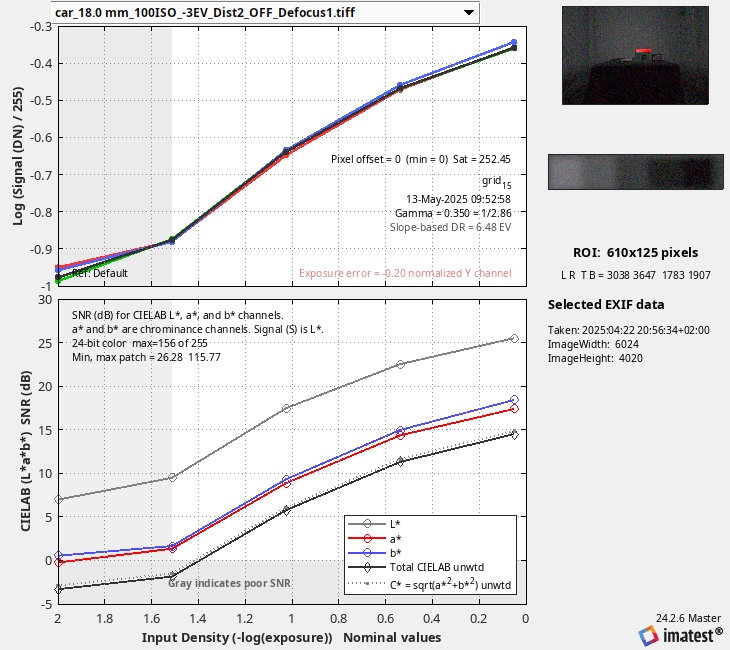 car_18.0 mm_100ISO_-3EV_Dist2_OFF_Defocus1.tiff
-0.3
-0.4
-0.5
-0.6
-0.7
-0.8
-0.9
-1
Log (Signal (DN) / 255)
Pixel offset = 0 (min = 0) Sat = 252.45
grid15
13-May-2025 09:52:58
Gamma = 0.350 = 1/2.86
Slope-based DR = 6.48 EV
Ref: Default
Exposure error = -0.20 normalized Y channel
30
25
20
15
10
5
0
-5
CIELAB (L*a*b*) SNR (dB)
SNR (dB) for CIELAB L*, a*, and b* channels.
a* and b* are chrominance channels. Signal (S) is L*.
24-bit color max=156 of 255
Min, max patch = 26.28 115.77
Gray indicates poor SNR
L*
a*
b*
Total CIELAB unwtd
C* = sqrt(a*2+b*2) unwtd
2 1.8 1.6 1.4 1.2 1 0.8 0.6 0.4 0.2 0
Input Density (-log(exposure)) Nominal values
ROI: 610x125 pixels
L R T B = 3038 3647 1783 1907
Selected EXIF data
Taken: 2025:04:22 20:56:34+02:00
ImageWidth: 6024
ImageHeight: 4020
24.2.6 Master
imatest®